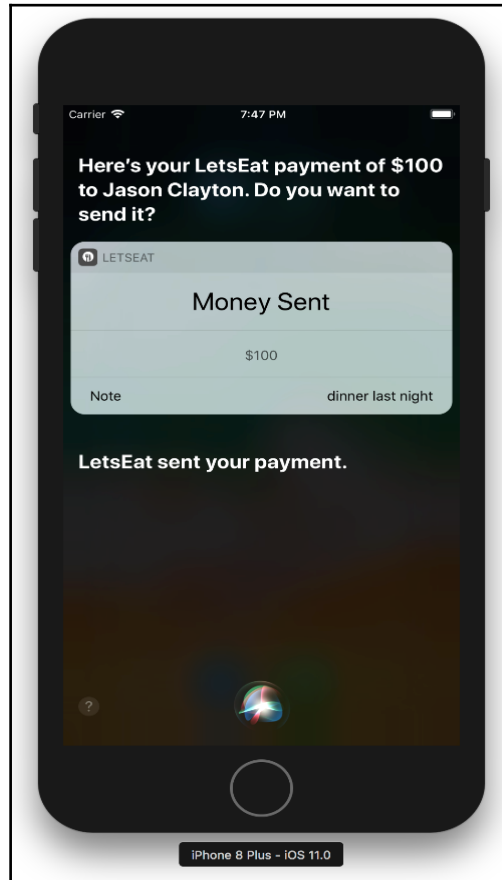 Carrier
7:47 PM
Here's your LetsEat payment of $100
to Jason Clayton. Do you want to
send it?
LETSEAT
Money Sent
$100
Note dinner last night
LetsEat sent your payment.
?
iPhone 8 Plus - iOS 11.0